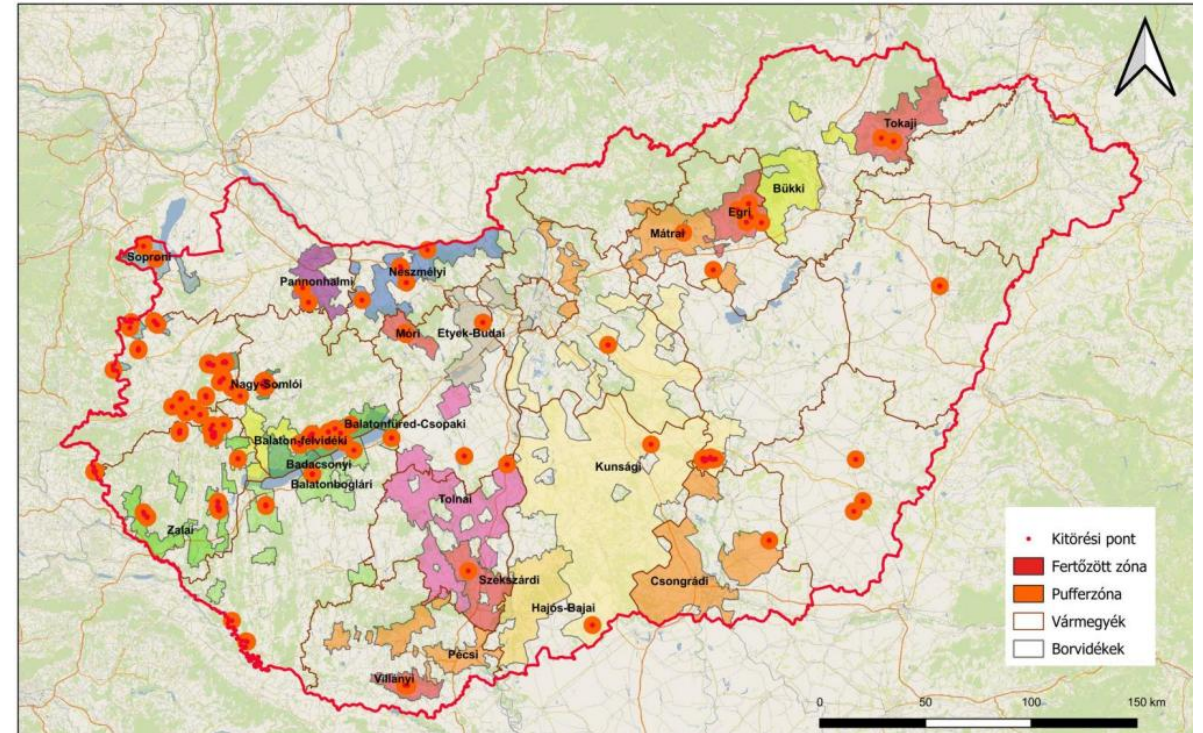 Tokaji
Bükki
Egri
Mátrai
Soproni
Pannonhalmi
Neszmélyi
Móri
Etyek-Budai
Nagy-Somlói
Balatonfüred-Csopaki
Balaton-felvidéki
Badacsonyi
Balatonboglári
Kunsági
Tolnai
Zalai
Szekszárdi
Csongrádi
Hajós-Bajai
Pécsi
Villányi
Kitörési pont
Fertőzött zóna
Pufferzóna
Vármegyék
Borvidékek
0 50 100 150 km